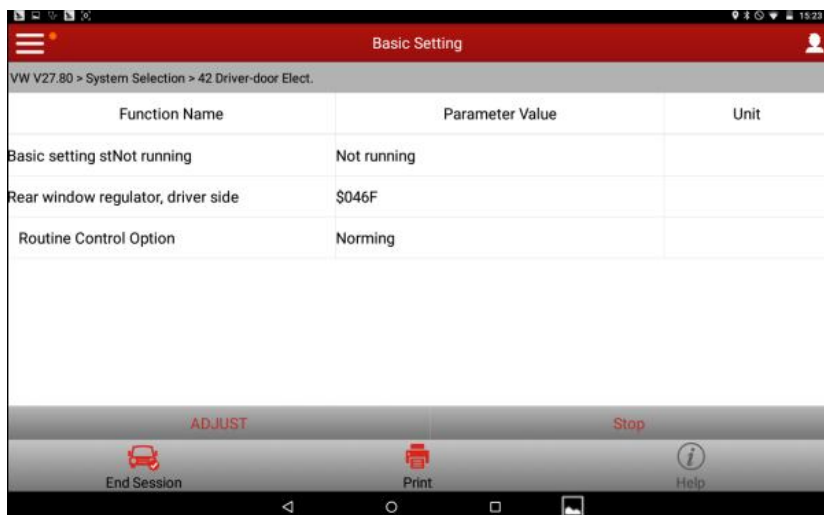 15:23
Basic Setting
VW V27.80 > System Selection > 42 Driver-door Elect.
Function Name Parameter Value Unit
Basic setting stNot running Not running
Rear window regulator, driver side $046F
Routine Control Option Norming
ADJUST Stop
End Session Print Help